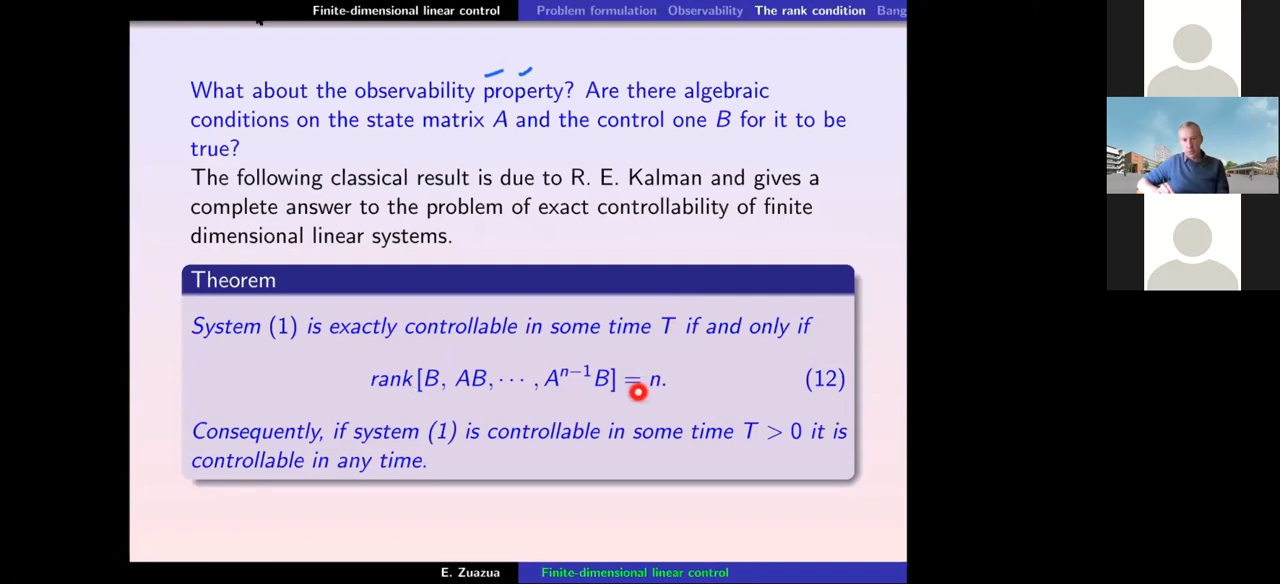 Finite-dimensional linear control
Problem formulation Observability The rank condition Bang
What about the observability property? Are there algebraic
conditions on the state matrix A and the control one B for it to be
true?
The following classical result is due to R. E. Kalman and gives a
complete answer to the problem of exact controllability of finite
dimensional linear systems.
Theorem
System (1) is exactly controllable in some time T if and only if
rank[B, AB, ⋯ , Aⁿ⁻¹B] = n. (12)
Consequently, if system (1) is controllable in some time T > 0 it is
controllable in any time.
E. Zuazua Finite-dimensional linear control